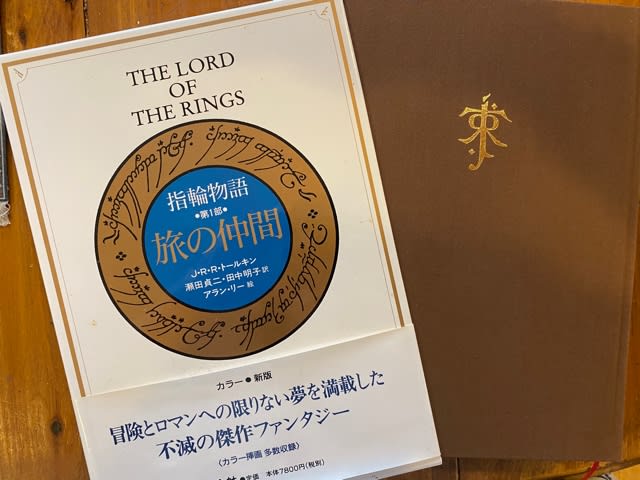 THE LORD
OF
THE RINGS
指輪物語
●第1部●
旅の仲間
J・R・R・トールキン
瀬田貞二・田中明子 訳
アラン・リー 絵
カラー●新版
冒険とロマンへの限りない夢を満載した
不滅の傑作ファンタジー
〈カラー挿画 多数収録〉
●定価 本体7800円(税別)